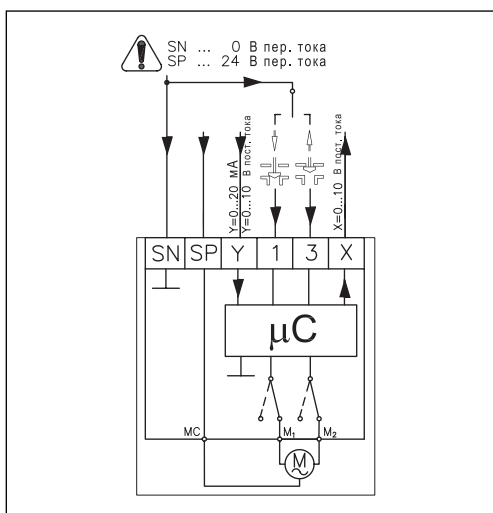 SN ... 0 В пер. тока
SP ... 24 В пер. тока
Y=0...20 мА
Y=0...10 В пост. тока
X=0...10 В пост. тока
SN SP Y 1 3 X
µC
MC M₁ M₂
M